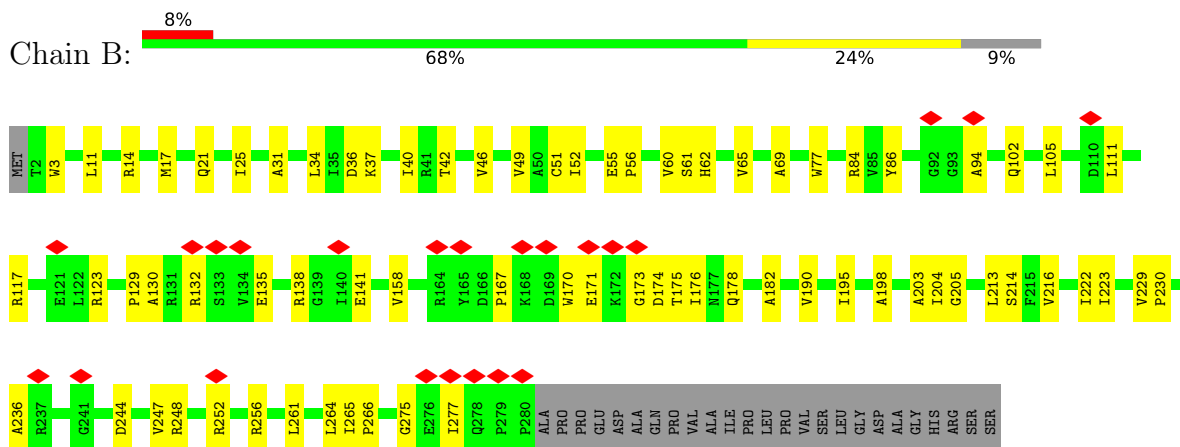 8%
Chain B:
68% 24% 9%
MET T2 W3 L11 R14 M17 Q21 I25 A31 L34 I35 D36 K37 I40 R41 T42 V46 V49 A50 C51 I52 E55 P56 V60 S61 H62 V65 A69 W77 R84 V85 Y86 G92 G93 A94 Q102 L105 D110 L111
R117 E121 L122 R123 P129 A130 R131 R132 S133 V134 E135 R138 G139 I140 E141 V158 R164 Y165 D166 P167 K168 D169 W170 E171 K172 G173 D174 T175 I176 N177 Q178 A182 V190 I195 A198 A203 I204 G205 L213 S214 F215 V216 I222 I223 V229 P230
A236 R237 G241 D244 V247 R248 R252 R256 L261 L264 I265 P266 G275 E276 I277 Q278 P279 P280 ALA PRO PRO GLU ASP ALA GLN PRO VAL ALA ILE PRO LEU PRO PRO VAL SER LEU GLY ASP ALA GLY HIS ARG SER SER